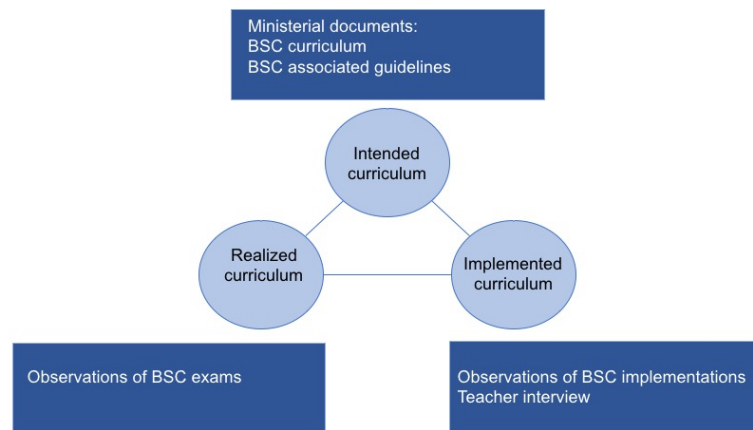 Ministerial documents:
BSC curriculum
BSC associated guidelines
Intended
curriculum
Realized
curriculum
Implemented
curriculum
Observations of BSC exams
Observations of BSC implementations
Teacher interview